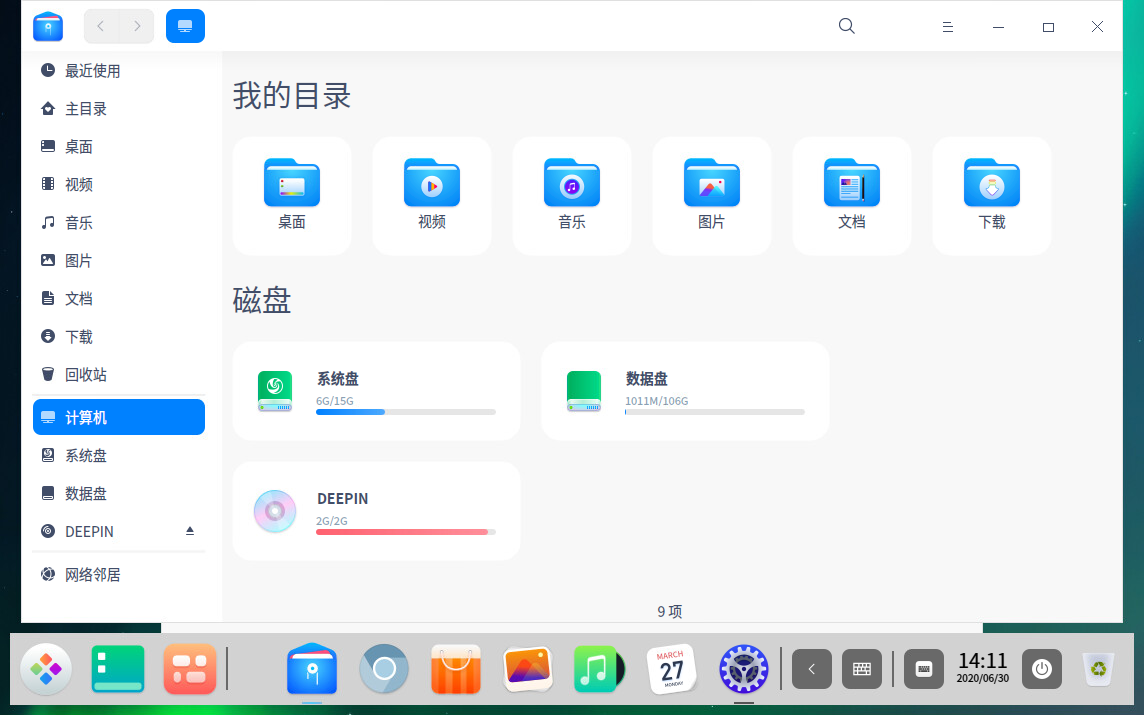 最近使用
主目录
桌面
视频
音乐
图片
文档
下载
回收站
计算机
系统盘
数据盘
DEEPIN
网络邻居
我的目录
桌面
视频
音乐
图片
文档
下载
磁盘
系统盘
6G/15G
数据盘
1011M/106G
DEEPIN
2G/2G
9 项
MARCH
27
MONDAY
14:11
2020/06/30